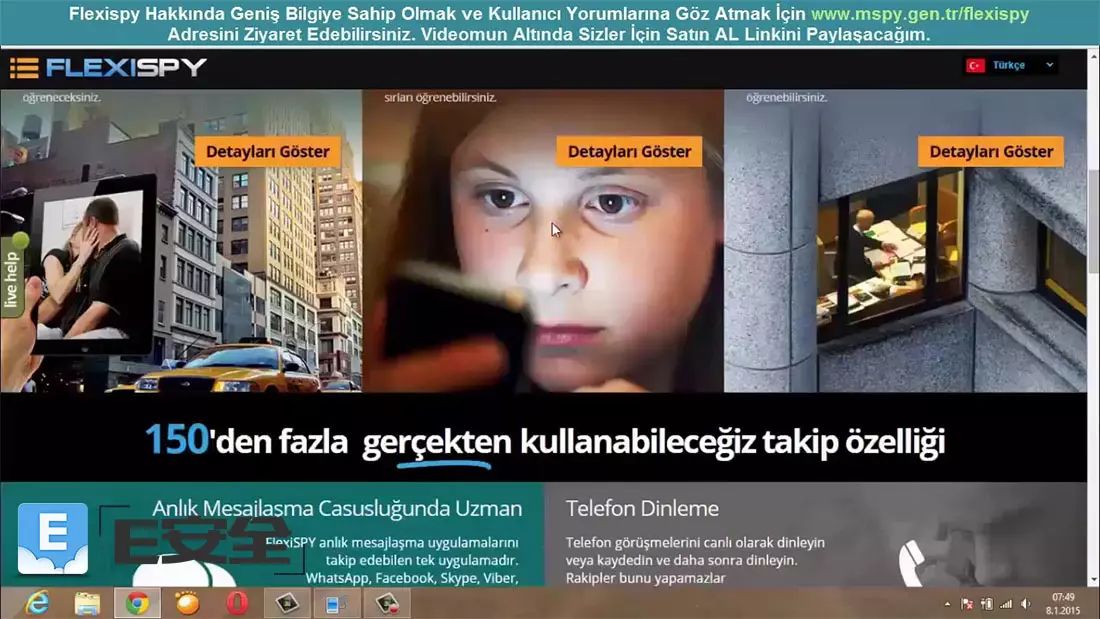 Flexispy Hakkında Geniş Bilgiye Sahip Olmak ve Kullanıcı Yorumlarına Göz Atmak İçin www.mspy.gen.tr/flexispy
Adresini Ziyaret Edebilirsiniz. Videomun Altında Sizler İçin Satın AL Linkini Paylaşacağım.
FLEXISPY
Türkçe
öğreneceksiniz.
sırları öğrenebilirsiniz.
öğrenebilirsiniz.
Detayları Göster
Detayları Göster
Detayları Göster
live help
150'den fazla gerçekten kullanabileceğiz takip özelliği
Anlık Mesajlaşma Casusluğunda Uzman
FlexiSPY anlık mesajlaşma uygulamalarını
takip edebilen tek uygulamadır.
WhatsApp, Facebook, Skype, Viber,
Telefon Dinleme
Telefon görüşmelerini canlı olarak dinleyin
veya kaydedin ve daha sonra dinleyin.
Rakipler bunu yapamazlar
E
E安全
07:49
8.1.2015